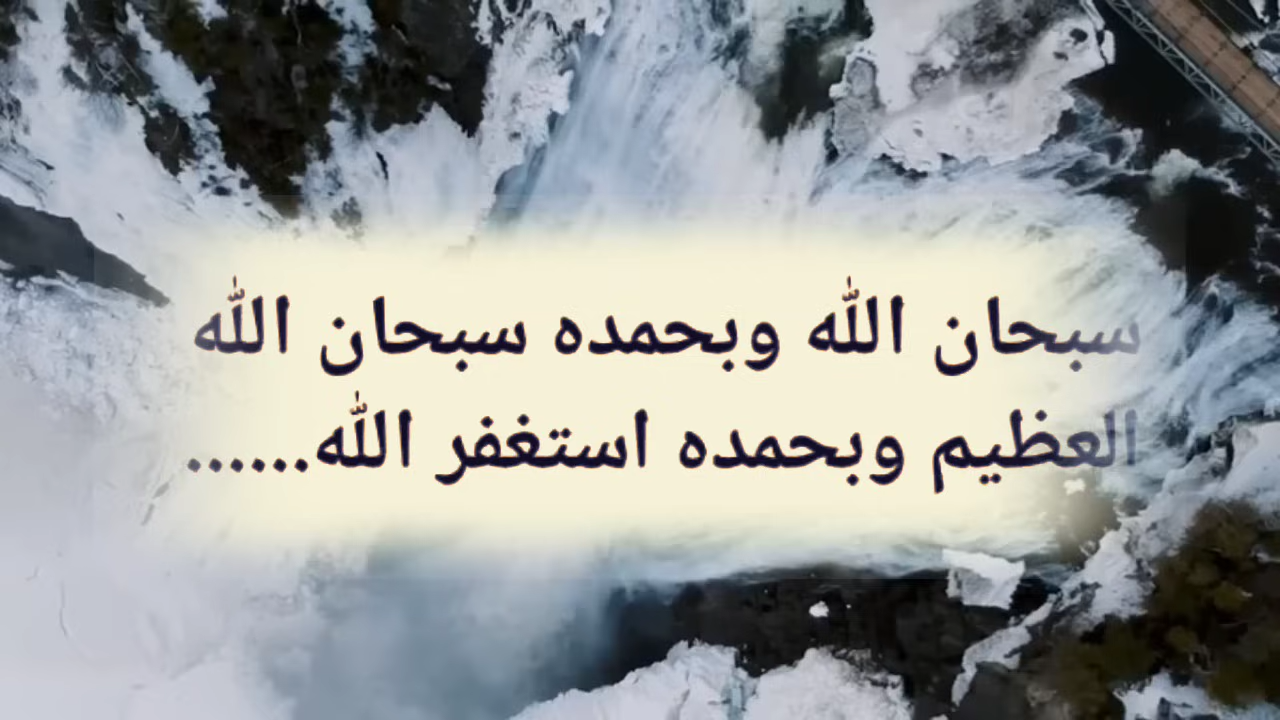 سبحان الله وبحمده سبحان الله
العظيم وبحمده استغفر الله......